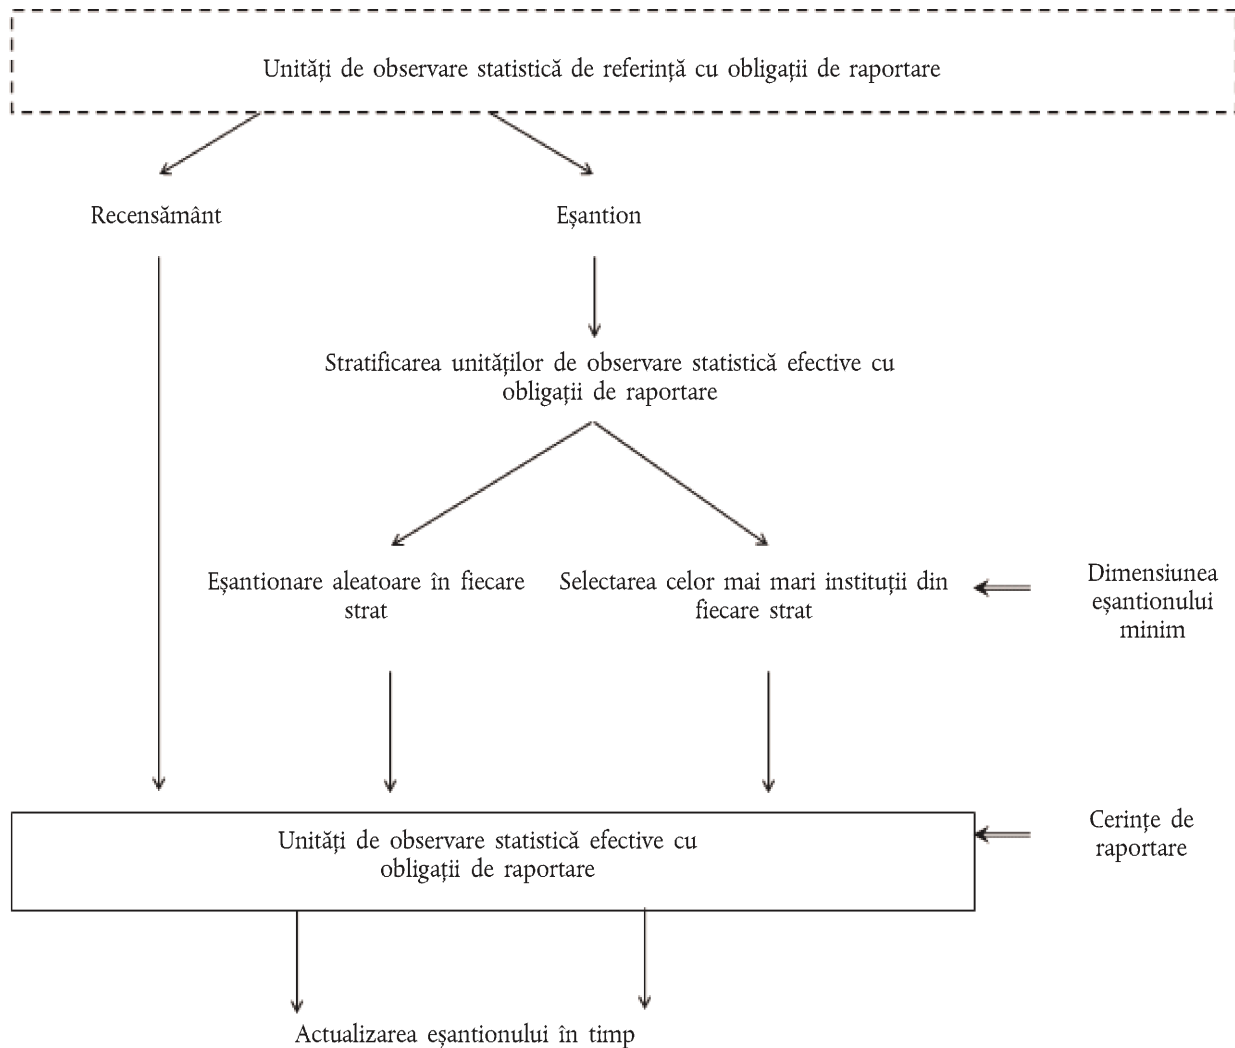 Unități de observare statistică de referință cu obligații de raportare
Recensământ
Eșantion
Stratificarea unităților de observare statistică efective cu
obligații de raportare
Eșantionare aleatoare în fiecare
strat
Selectarea celor mai mari instituții din
fiecare strat
Dimensiunea
eșantionului
minim
Unități de observare statistică efective cu
obligații de raportare
Cerințe de
raportare
Actualizarea eșantionului în timp